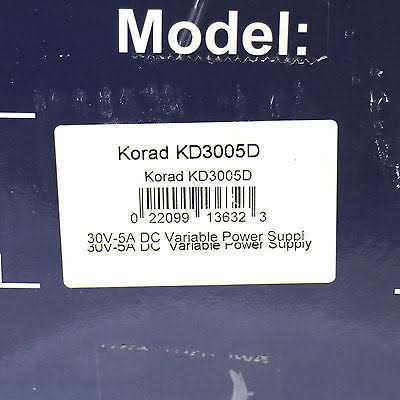 Model:
Korad KD3005D
Korad KD3005D
0 22099 13632 3
30V-5A DC Variable Power Suppl
30V-5A DC Variable Power Supply